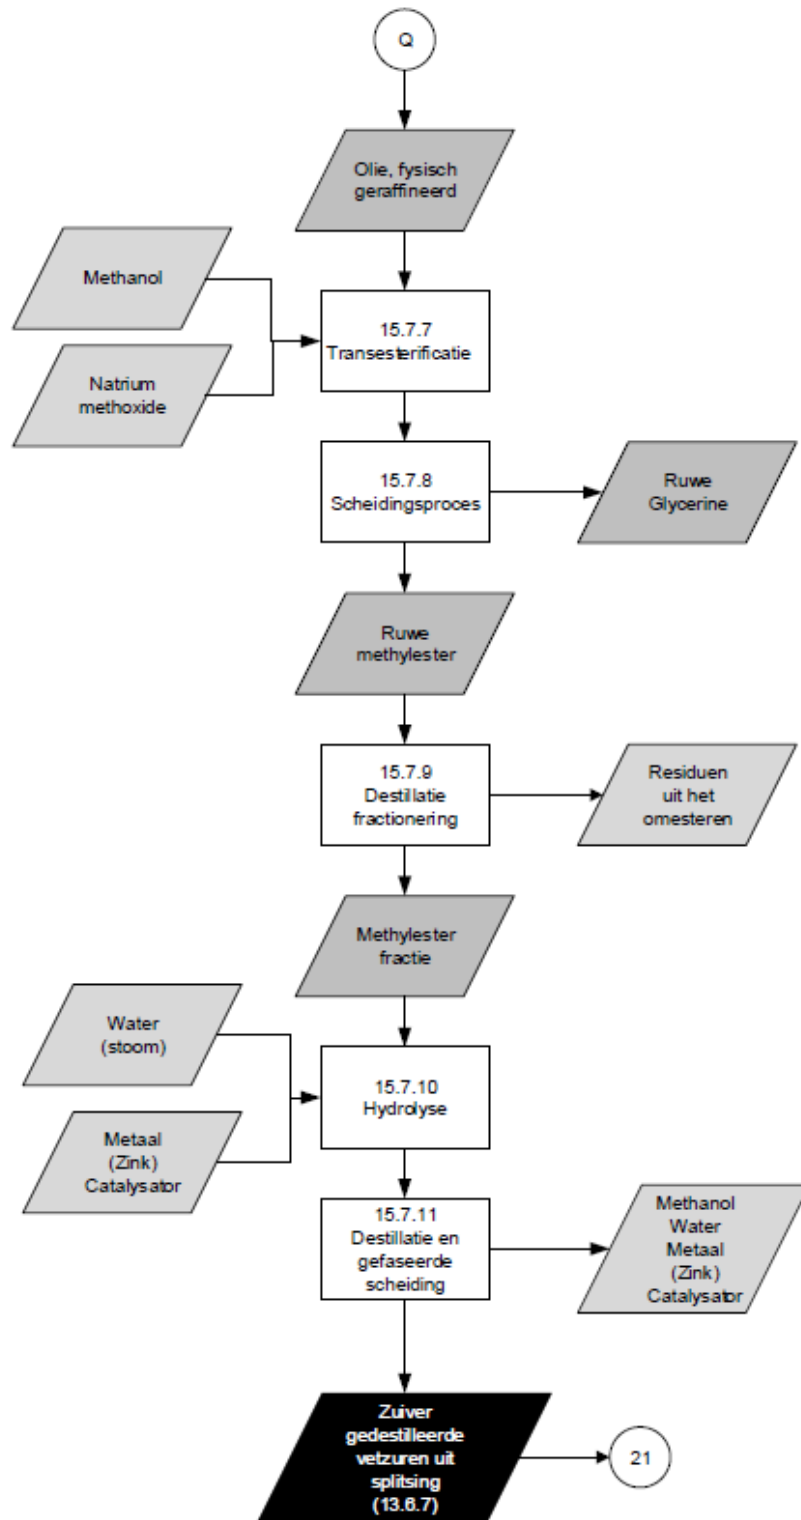 Q
Olie, fysisch
geraffineerd
Methanol
Natrium
methoxide
15.7.7
Transesterificatie
15.7.8
Scheidingsproces
Ruwe
Glycerine
Ruwe
methylester
15.7.9
Destillatie
fractionering
Residuen
uit het
omesteren
Methylester
fractie
Water
(stoom)
Metaal
(Zink)
Catalysator
15.7.10
Hydrolyse
15.7.11
Destillatie en
gefaseerde
scheiding
Methanol
Water
Metaal
(Zink)
Catalysator
Zuiver
gedestilleerde
vetzuren uit
splitsing
(13.6.7)
21